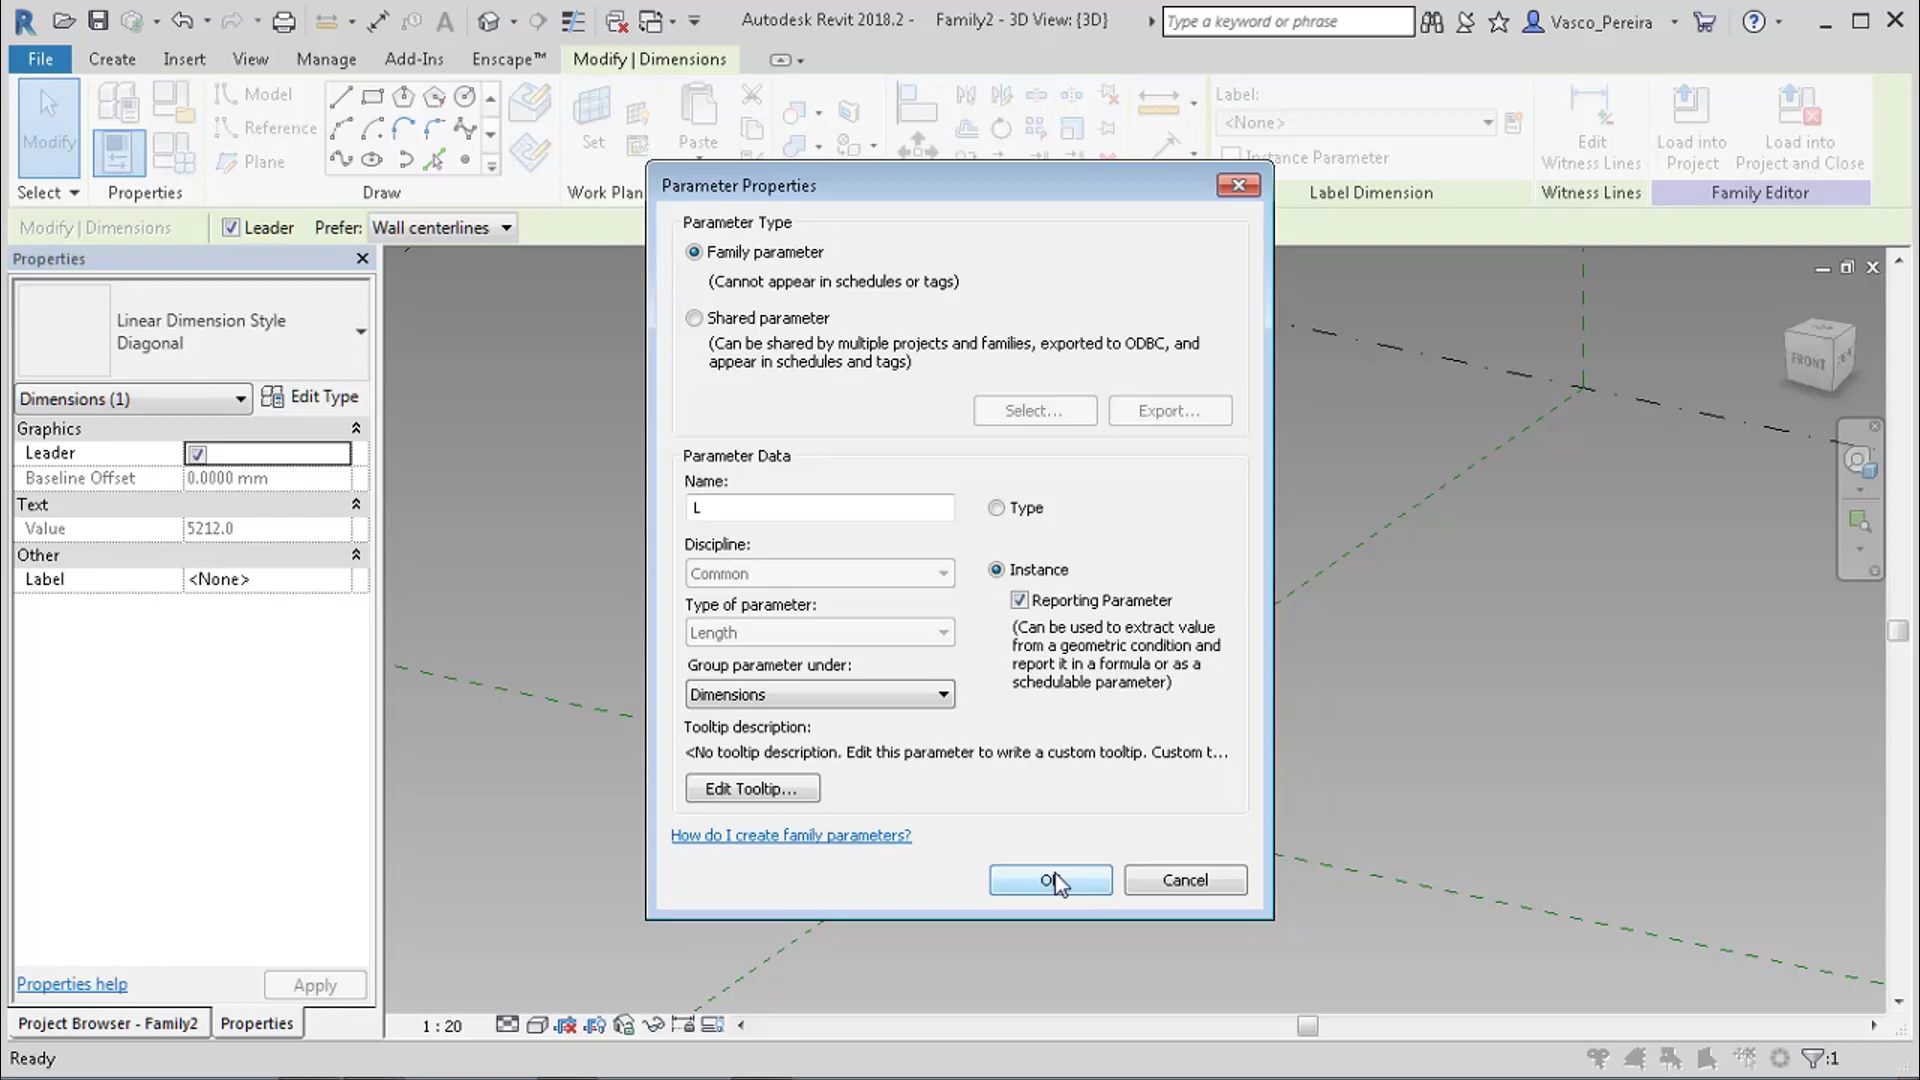 Autodesk Revit 2018.2 - Family2 - 3D View: {3D}
Type a keyword or phrase
Vasco_Pereira
File Create Insert View Manage Add-Ins Enscape™ Modify | Dimensions
Modify
Model
Reference
Plane
Set
Paste
Label:
<None>
Instance Parameter
Edit
Witness Lines
Load into
Project
Load into
Project and Close
Select Properties Draw Work Plan Label Dimension Witness Lines Family Editor
Modify | Dimensions Leader Prefer: Wall centerlines
Properties
Linear Dimension Style
Diagonal
Dimensions (1) Edit Type
Graphics
Leader
Baseline Offset 0.0000 mm
Text
Value 5212.0
Other
Label <None>
Properties help Apply
Project Browser - Family2 Properties
Ready
Parameter Properties
Parameter Type
Family parameter
(Cannot appear in schedules or tags)
Shared parameter
(Can be shared by multiple projects and families, exported to ODBC, and
appear in schedules and tags)
Select... Export...
Parameter Data
Name:
L
Type
Discipline:
Common
Instance
Type of parameter:
Reporting Parameter
Length
(Can be used to extract value
from a geometric condition and
report it in a formula or as a
schedulable parameter)
Group parameter under:
Dimensions
Tooltip description:
<No tooltip description. Edit this parameter to write a custom tooltip. Custom t...
Edit Tooltip...
How do I create family parameters?
Cancel
FRONT
1 : 20
:1